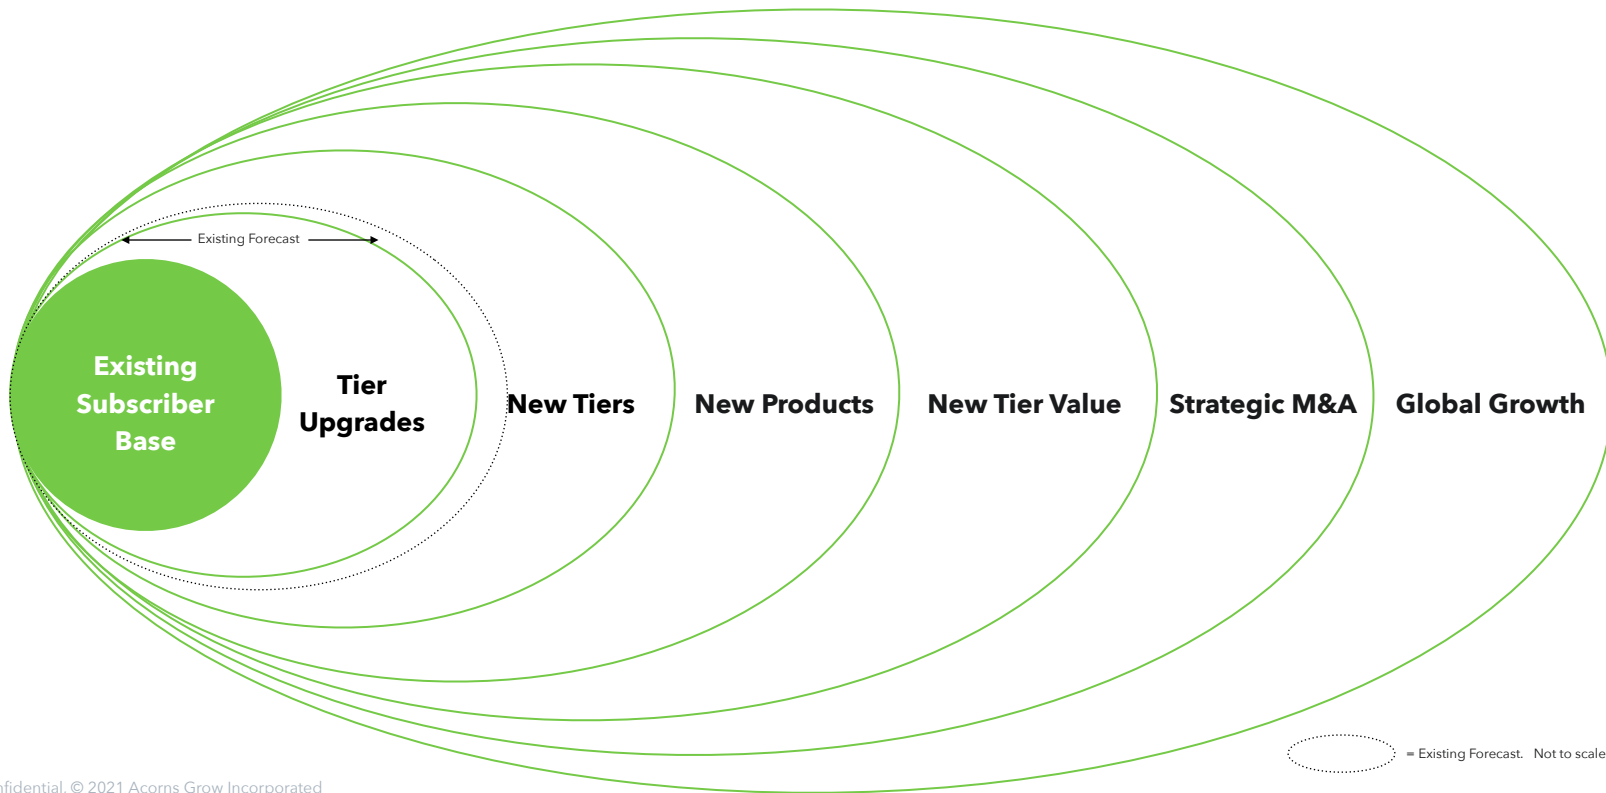 Existing Forecast
Existing
Subscriber
Base
Tier
Upgrades
New Tiers
New Products
New Tier Value
Strategic M&A
Global Growth
= Existing Forecast. Not to scale
nfidential. © 2021 Acorns Grow Incorporated